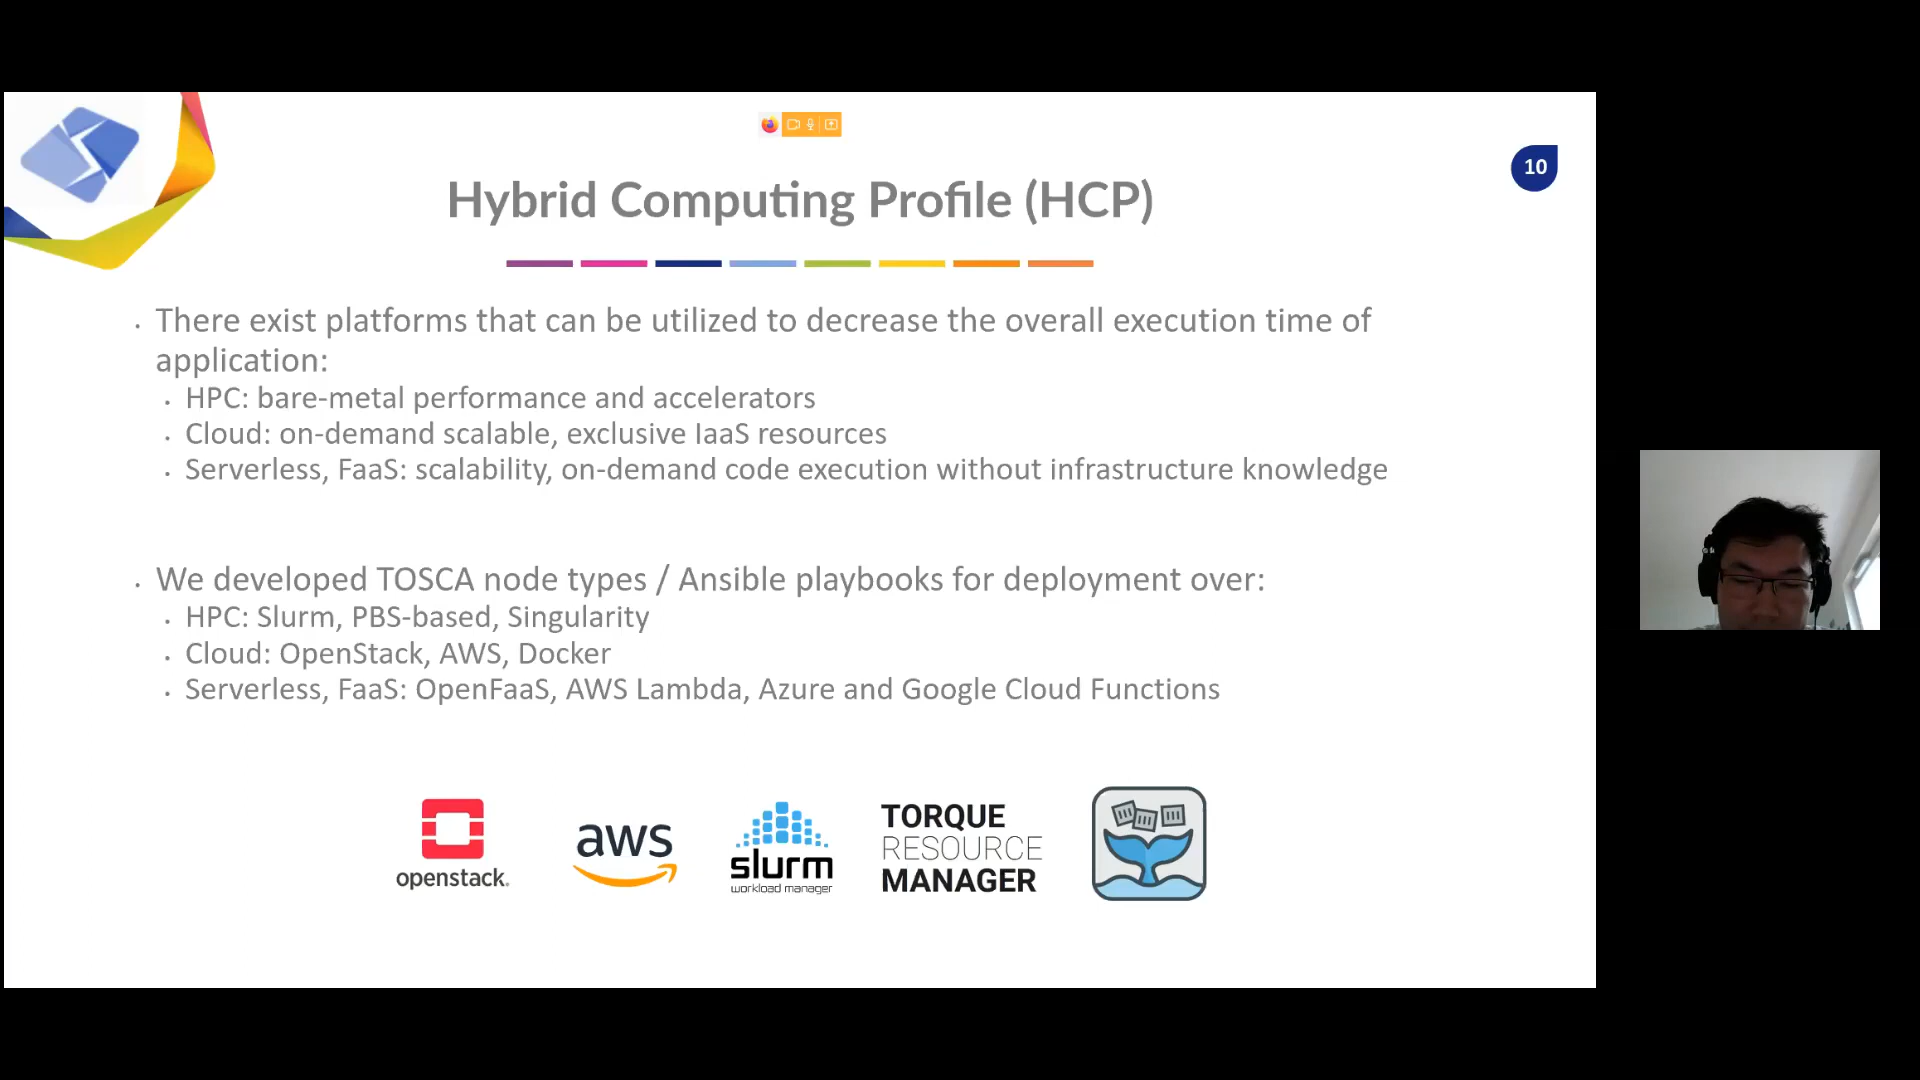 10
Hybrid Computing Profile (HCP)
There exist platforms that can be utilized to decrease the overall execution time of
application:
HPC: bare-metal performance and accelerators
Cloud: on-demand scalable, exclusive IaaS resources
Serverless, FaaS: scalability, on-demand code execution without infrastructure knowledge
We developed TOSCA node types / Ansible playbooks for deployment over:
HPC: Slurm, PBS-based, Singularity
Cloud: OpenStack, AWS, Docker
Serverless, FaaS: OpenFaaS, AWS Lambda, Azure and Google Cloud Functions
openstack.
aws
slurm
workload manager
TORQUE
RESOURCE
MANAGER